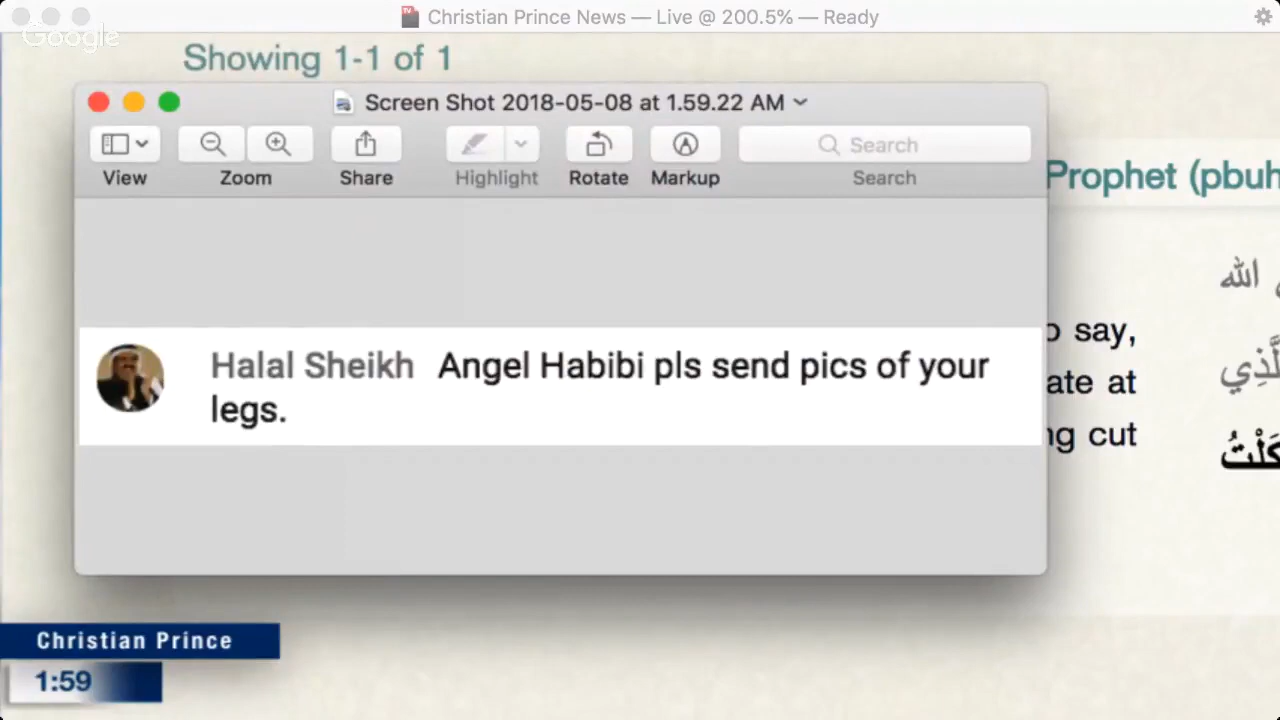 Christian Prince News — Live @ 200.5% — Ready
Google
Showing 1-1 of 1
Screen Shot 2018-05-08 at 1.59.22 AM
View Zoom Share Highlight Rotate Markup Search
Search
Prophet (pbuh
الله
say,
ate at
cut
Halal Sheikh Angel Habibi pls send pics of your
legs.
Christian Prince
1:59